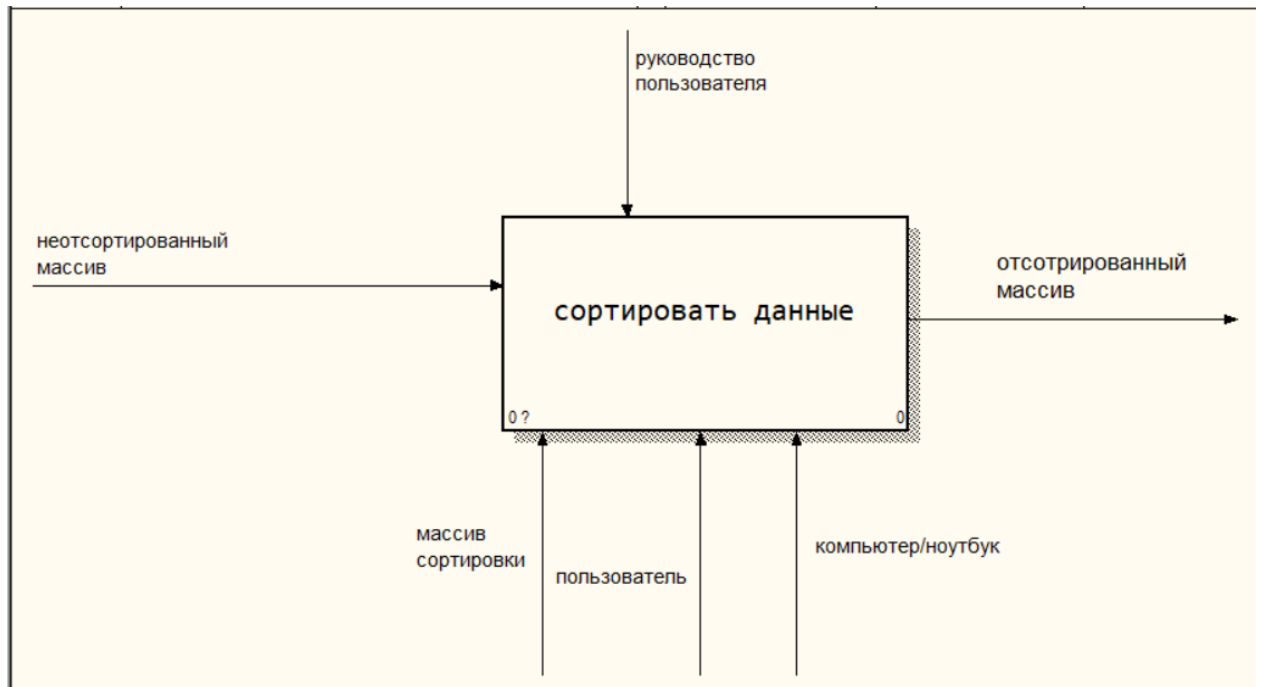 руководство
пользователя
неотсортированный
массив
отсотрированный
массив
сортировать данные
0 ?
0
массив
сортировки
пользователь
компьютер/ноутбук